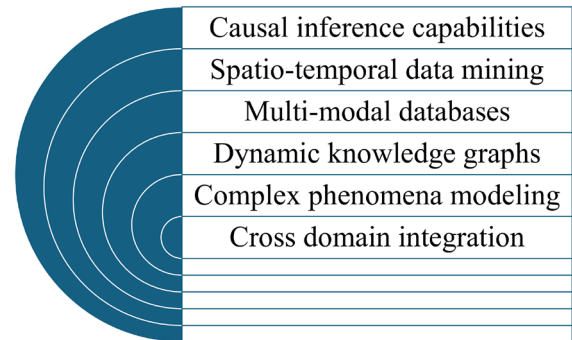 Causal inference capabilities
Spatio-temporal data mining
Multi-modal databases
Dynamic knowledge graphs
Complex phenomena modeling
Cross domain integration